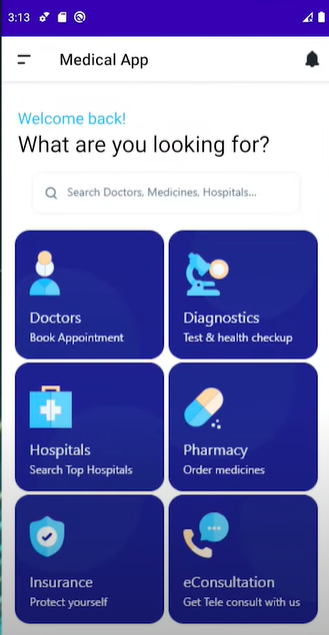 3:13
Medical App
Welcome back!
What are you looking for?
Search Doctors, Medicines, Hospitals...
Doctors
Book Appointment
Diagnostics
Test & health checkup
Hospitals
Search Top Hospitals
Pharmacy
Order medicines
Insurance
Protect yourself
eConsultation
Get Tele consult with us